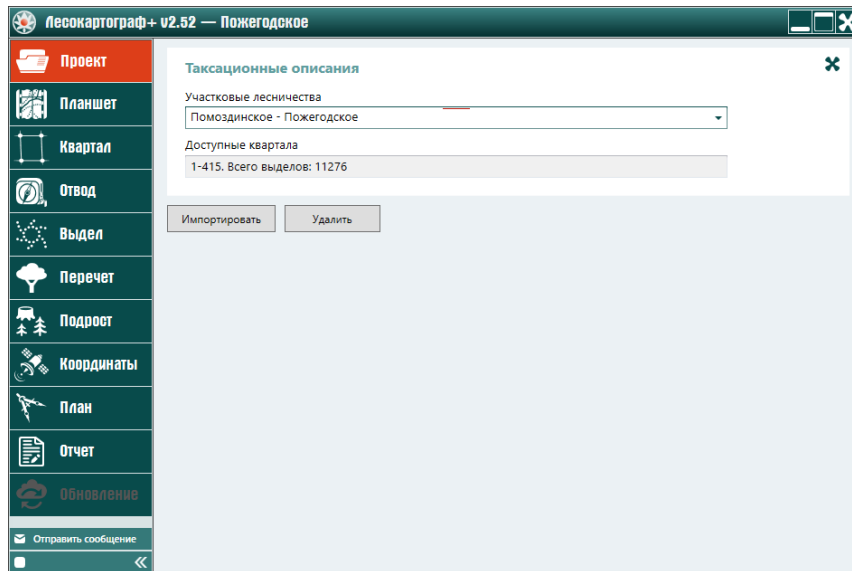 Лесокартограф+ v2.52 — Пожегодское
Проект
Планшет
Квартал
Отвод
Выдел
Перечет
Подрост
Координаты
План
Отчет
Обновление
Отправить сообщение
Таксационные описания
Участковые лесничества
Помоздинское - Пожегодское
Доступные квартала
1-415. Всего выделов: 11276
Импортировать
Удалить